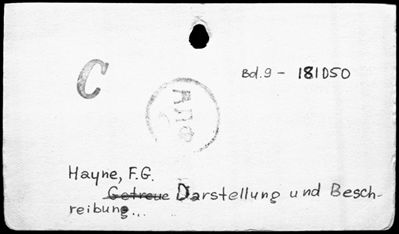 C
Bd.9 - 181D50
Hayne, F.G.
Getreue Darstellung und Besch-
reibung...